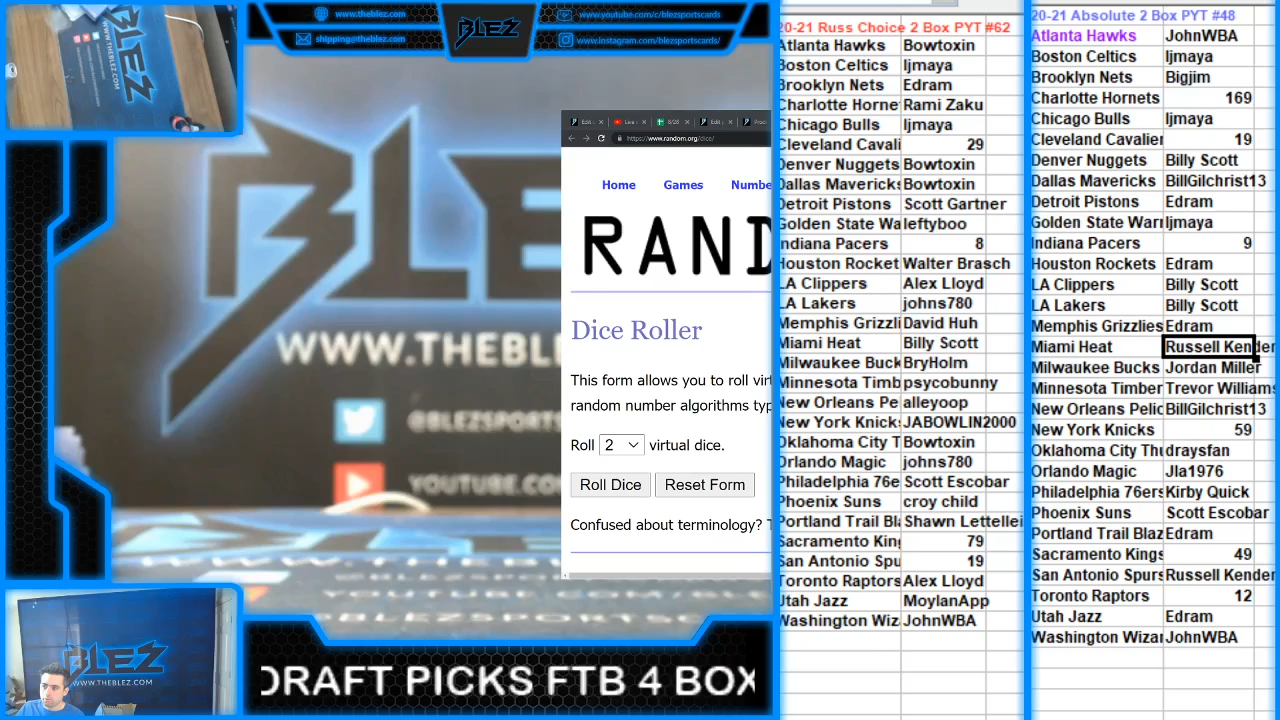 www.theblez.com
shipping@theblez.com
BLEZ
www.youtube.com/c/blezsportscards
www.instagram.com/blezsportscards/
BLEZ
WWW.THEBLE
@BLEZSPORTS
YOUTUBE.CO
https://www.random.org/dice/
Home Games Numbe
RAND
Dice Roller
This form allows you to roll virt
random number algorithms typ
Roll 2 virtual dice.
Roll Dice Reset Form
Confused about terminology? T
BLEZ
WWW.THEBLEZ.COM
DRAFT PICKS FTB 4 BOX
20-21 Russ Choice 2 Box PYT #62
Atlanta Hawks Bowtoxin
Boston Celtics ljmaya
Brooklyn Nets Edram
Charlotte Horne Rami Zaku
Chicago Bulls ljmaya
Cleveland Cavali 29
Denver Nuggets Bowtoxin
Dallas Mavericks Bowtoxin
Detroit Pistons Scott Gartner
Golden State Wa leftyboo
Indiana Pacers 8
Houston Rocket Walter Brasch
LA Clippers Alex Lloyd
LA Lakers johns780
Memphis Grizzli David Huh
Miami Heat Billy Scott
Milwaukee Buck BryHolm
Minnesota Timb psycobunny
New Orleans Pe alleyoop
New York Knick JABOWLIN2000
Oklahoma City T Bowtoxin
Orlando Magic johns780
Philadelphia 76e Scott Escobar
Phoenix Suns croy child
Portland Trail Bla Shawn Lettellei
Sacramento King 79
San Antonio Spu 19
Toronto Raptors Alex Lloyd
Utah Jazz MoylanApp
Washington Wiz JohnWBA
20-21 Absolute 2 Box PYT #48
Atlanta Hawks JohnWBA
Boston Celtics ljmaya
Brooklyn Nets Bigjim
Charlotte Hornets 169
Chicago Bulls ljmaya
Cleveland Cavalier 19
Denver Nuggets Billy Scott
Dallas Mavericks BillGilchrist13
Detroit Pistons Edram
Golden State Warr ljmaya
Indiana Pacers 9
Houston Rockets Edram
LA Clippers Billy Scott
LA Lakers Billy Scott
Memphis Grizzlies Edram
Miami Heat Russell Kender
Milwaukee Bucks Jordan Miller
Minnesota Timber Trevor Williams
New Orleans Pelic BillGilchrist13
New York Knicks 59
Oklahoma City Thu draysfan
Orlando Magic Jla1976
Philadelphia 76ers Kirby Quick
Phoenix Suns Scott Escobar
Portland Trail Blaz Edram
Sacramento Kings 49
San Antonio Spurs Russell Kender
Toronto Raptors 12
Utah Jazz Edram
Washington Wizar JohnWBA